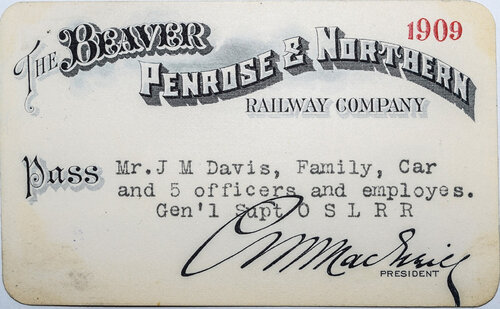 The Beaver
1909
Penrose & Northern
Railway Company
Pass Mr. J M Davis, Family, Car
and 5 officers and employes.
Gen'l Supt O S L R R
PRESIDENT